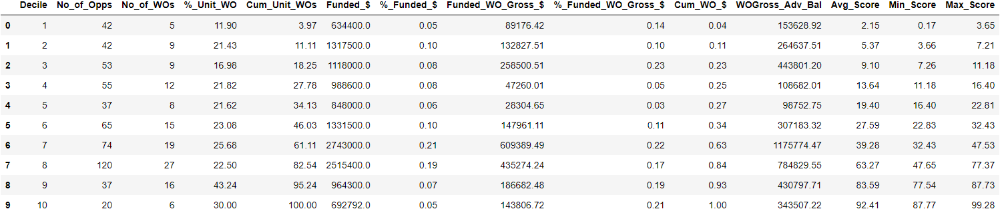 Decile No_of_Opps No_of_WOs %_Unit_WO Cum_Unit_WOs Funded_$ %_Funded_$ Funded_WO_Gross_$ %_Funded_WO_Gross_$ Cum_WO_$ WOGross_Adv_Bal Avg_Score Min_Score Max_Score
0 1 42 5 11.90 3.97 634400.0 0.05 89176.42 0.14 0.04 153628.92 2.15 0.17 3.65
1 2 42 9 21.43 11.11 1317500.0 0.10 132827.51 0.10 0.11 264637.51 5.37 3.66 7.21
2 3 53 9 16.98 18.25 1118000.0 0.08 258500.51 0.23 0.23 443801.20 9.10 7.26 11.18
3 4 55 12 21.82 27.78 988600.0 0.08 47260.01 0.05 0.25 108682.01 13.64 11.18 16.40
4 5 37 8 21.62 34.13 848000.0 0.06 28304.65 0.03 0.27 98752.75 19.40 16.40 22.81
5 6 65 15 23.08 46.03 1331500.0 0.10 147961.11 0.11 0.34 307183.32 27.59 22.83 32.43
6 7 74 19 25.68 61.11 2743000.0 0.21 609389.49 0.22 0.63 1175774.47 39.28 32.43 47.53
7 8 120 27 22.50 82.54 2515400.0 0.19 435274.24 0.17 0.84 784829.55 63.27 47.65 77.37
8 9 37 16 43.24 95.24 964300.0 0.07 186682.48 0.19 0.93 430797.71 83.59 77.54 87.73
9 10 20 6 30.00 100.00 692792.0 0.05 143806.72 0.21 1.00 343507.22 92.41 87.77 99.28